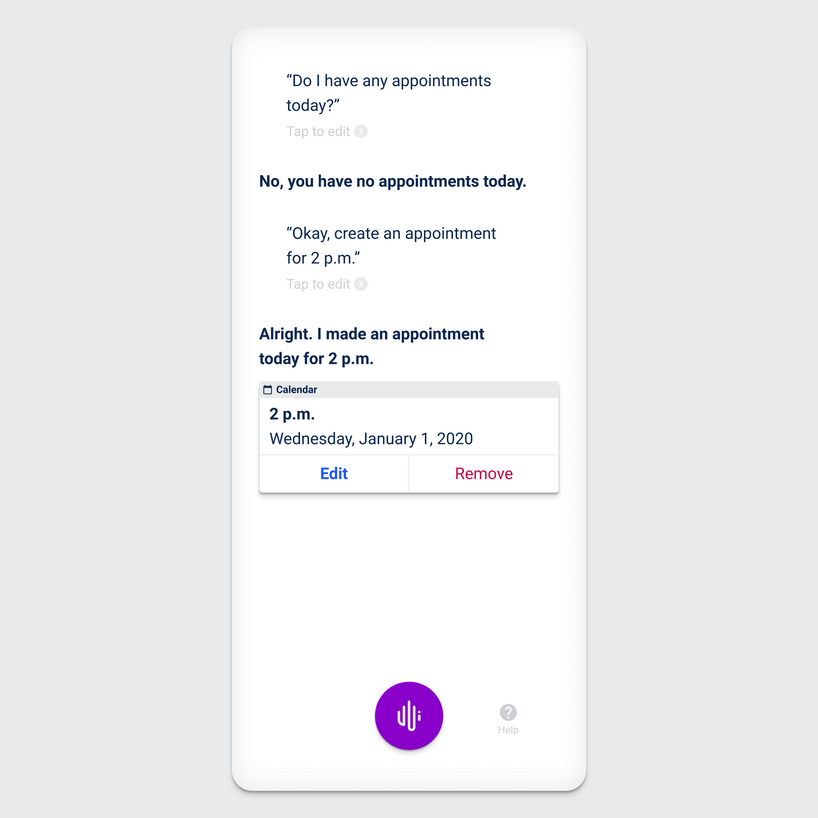 “Do I have any appointments
today?”
Tap to edit
No, you have no appointments today.
“Okay, create an appointment
for 2 p.m.”
Tap to edit
Alright. I made an appointment
today for 2 p.m.
Calendar
2 p.m.
Wednesday, January 1, 2020
Edit
Remove
?
Help